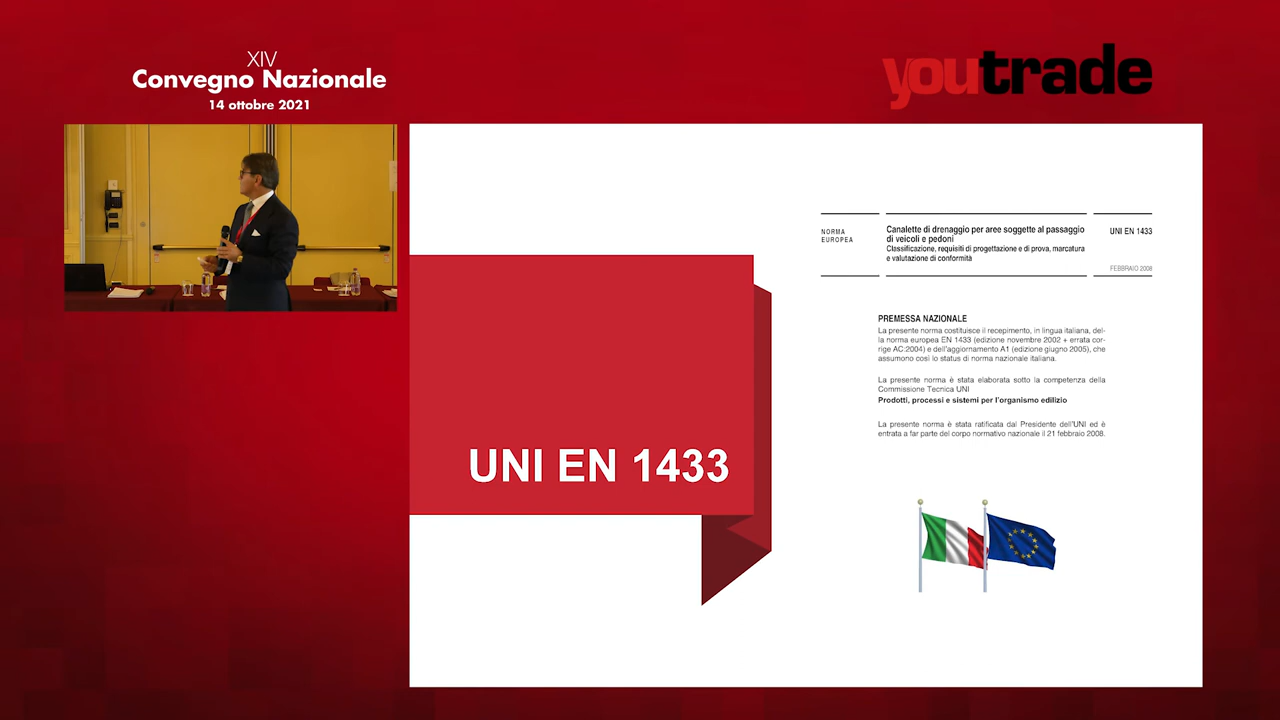 XIV
Convegno Nazionale
14 ottobre 2021
youtrade
UNI EN 1433
NORMA
EUROPEA
Canalette di drenaggio per aree soggette al passaggio
di veicoli e pedoni
Classificazione, requisiti di progettazione e di prova, marcatura
e valutazione di conformità
UNI EN 1433
FEBBRAIO 2008
PREMESSA NAZIONALE
La presente norma costituisce il recepimento, in lingua italiana, del-
la norma europea EN 1433 (edizione novembre 2002 + errata cor-
rige AC:2004) e dell'aggiornamento A1 (edizione giugno 2005), che
assumono così lo status di norma nazionale italiana.
La presente norma è stata elaborata sotto la competenza della
Commissione Tecnica UNI
Prodotti, processi e sistemi per l'organismo edilizio
La presente norma è stata ratificata dal Presidente dell'UNI ed è
entrata a far parte del corpo normativo nazionale il 21 febbraio 2008.